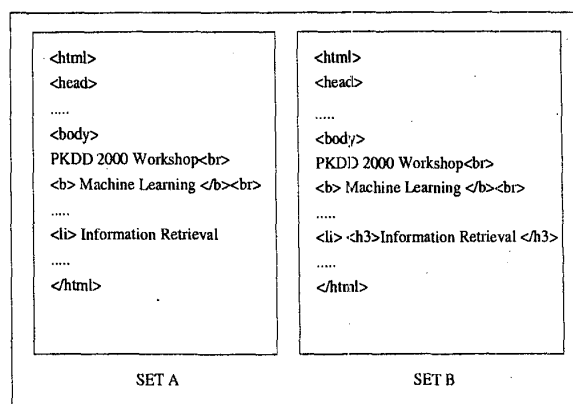 <html>
<head>
.....
<body>
PKDD 2000 Workshop<br>
<b> Machine Learning </b><br>
.....
<li> Information Retrieval
.....
</html>
SET A
<html>
<head>
.....
<body>
PKDD 2000 Workshop<br>
<b> Machine Learning </b><br>
.....
<li> <h3>Information Retrieval </h3>
.....
</html>
SET B